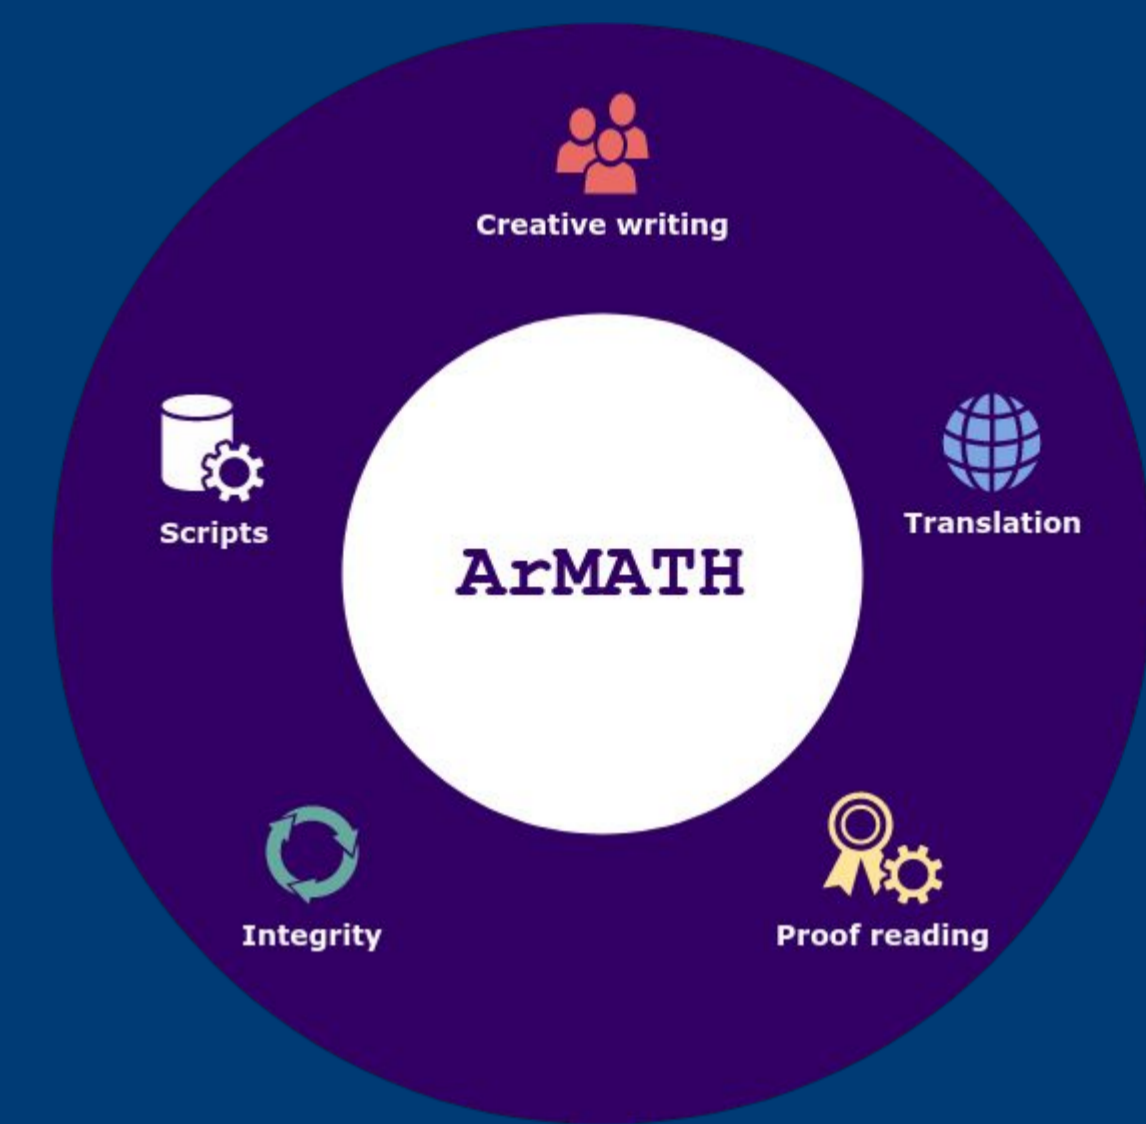 Creative writing
Scripts
Translation
ArMATH
Integrity
Proof reading